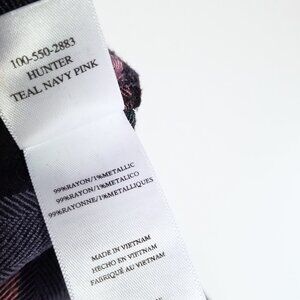 100-550-2883
HUNTER
TEAL NAVY PINK
99%RAYON/1%METALLIC
99%RAYON/1%METALICO
99%RAYONNE/1%METALLIQUES
MADE IN VIETNAM
HECHO EN VIETNAM
FABRIQUÉ AU VIETNAM